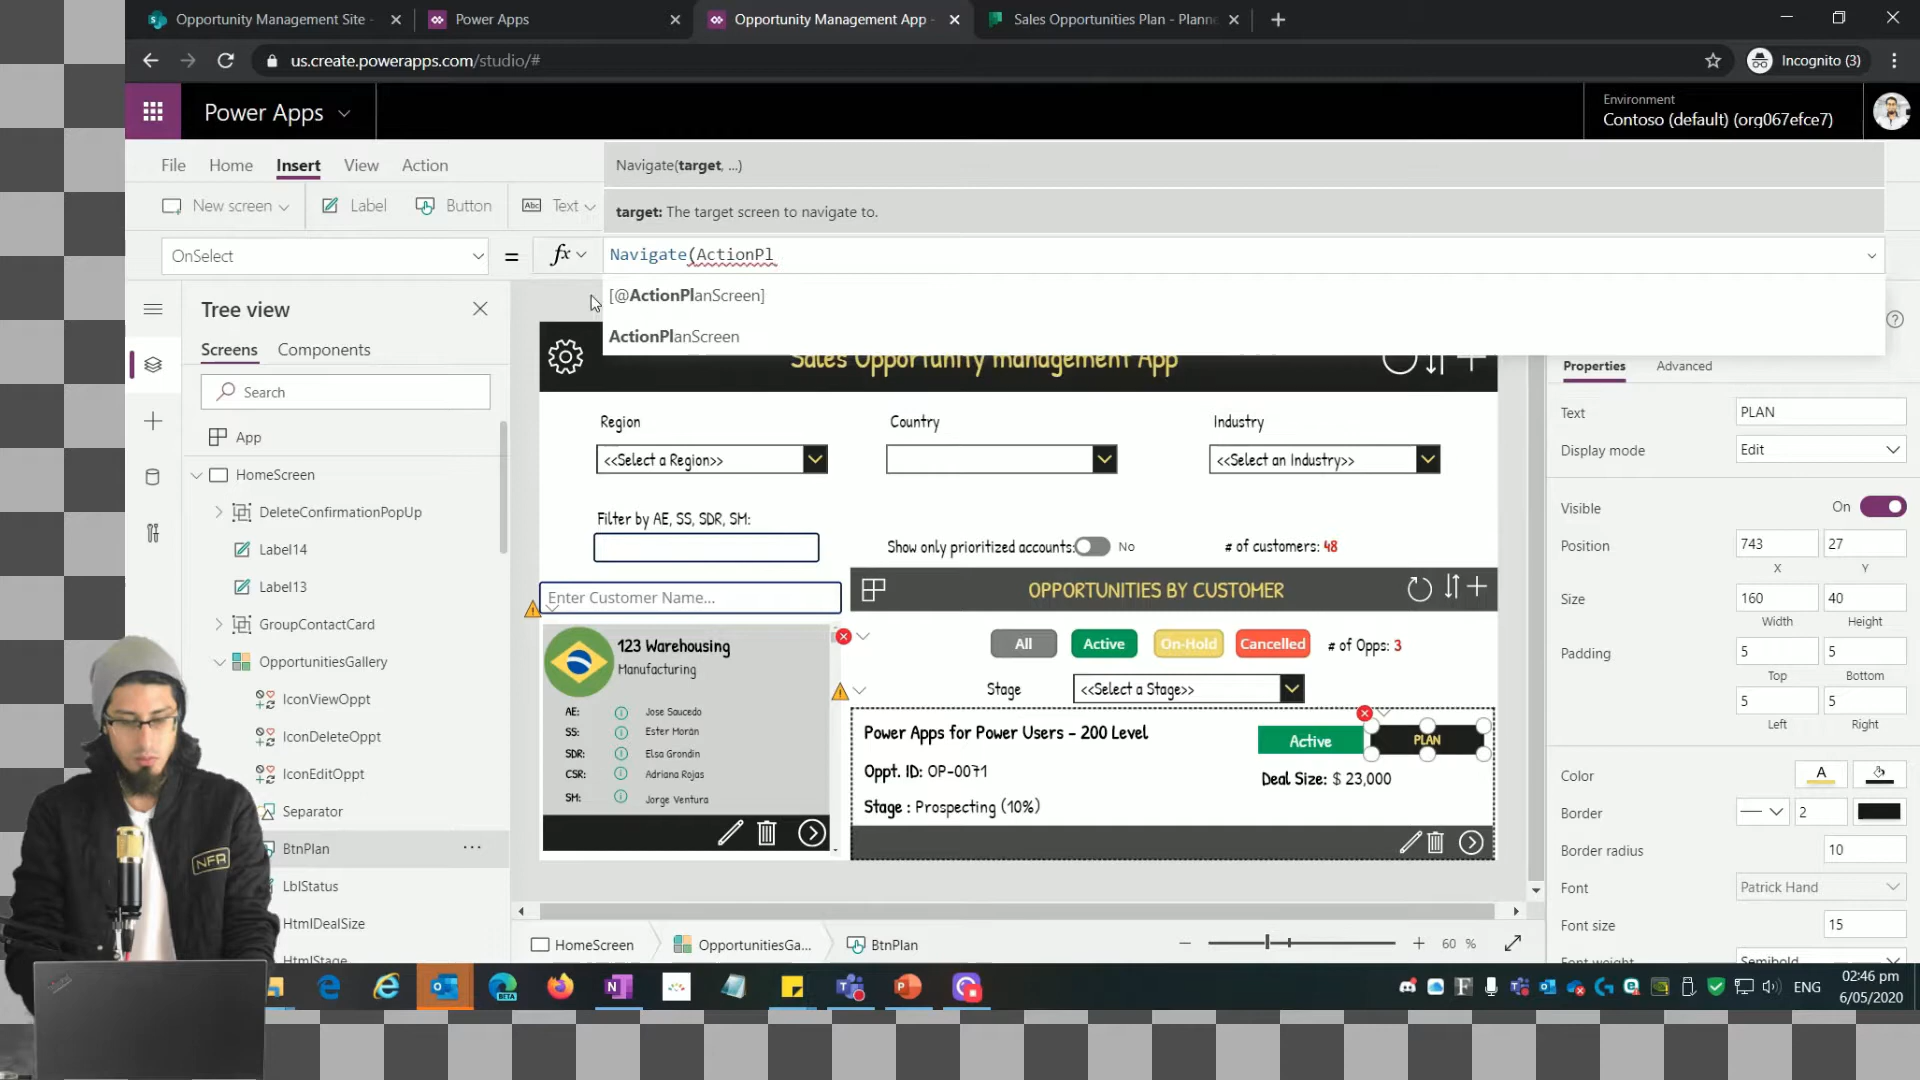 Opportunity Management Site -
Power Apps
Opportunity Management App -
Sales Opportunities Plan - Planne
us.create.powerapps.com/studio/#
Incognito (3)
Power Apps
Environment
Contoso (default) (org067efce7)
File
Home
Insert
View
Action
Navigate(target, ...)
New screen
Label
Button
Abc
Text
target: The target screen to navigate to.
OnSelect
=
fx
Navigate(ActionPl
[@ActionPlanScreen]
ActionPlanScreen
Tree view
Screens
Components
Search
App
HomeScreen
DeleteConfirmationPopUp
Label14
Label13
GroupContactCard
OpportunitiesGallery
IconViewOppt
IconDeleteOppt
IconEditOppt
Separator
BtnPlan
LblStatus
HtmlDealSize
HtmlStage
Sales Opportunity management App
Region
Country
Industry
<<Select a Region>>
<<Select an Industry>>
Filter by AE, SS, SDR, SM:
Show only prioritized accounts:
No
# of customers: 48
Enter Customer Name...
OPPORTUNITIES BY CUSTOMER
123 Warehousing
Manufacturing
AE:
Jose Saucedo
SS:
Ester Morán
SDR:
Elsa Grondin
CSR:
Adriana Rojas
SM:
Jorge Ventura
All
Active
On-Hold
Cancelled
# of Opps: 3
Stage
<<Select a Stage>>
Power Apps for Power Users - 200 Level
Active
PLAN
Oppt. ID: OP-0071
Deal Size: $ 23,000
Stage : Prospecting (10%)
HomeScreen
OpportunitiesGa...
BtnPlan
60 %
Properties
Advanced
Text
PLAN
Display mode
Edit
Visible
On
Position
743
27
X
Y
Size
160
40
Width
Height
Padding
5
5
Top
Bottom
5
5
Left
Right
Color
A
Border
2
Border radius
10
Font
Patrick Hand
Font size
15
Font weight
Semibold
NFR
BETA
ENG
02:46 pm
6/05/2020